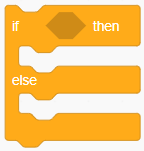 if then
else